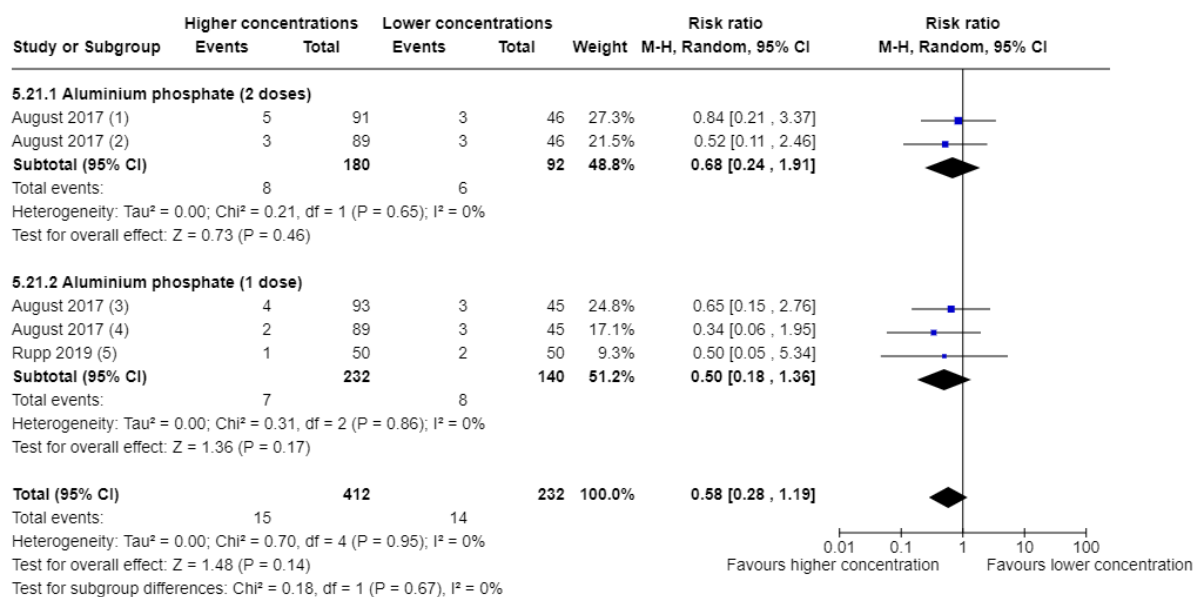 Higher concentrations Lower concentrations Risk ratio Risk ratio
Study or Subgroup Events Total Events Total Weight M-H, Random, 95% CI M-H, Random, 95% CI
5.21.1 Aluminium phosphate (2 doses)
August 2017 (1) 5 91 3 46 27.3% 0.84 [0.21 , 3.37]
August 2017 (2) 3 89 3 46 21.5% 0.52 [0.11 , 2.46]
Subtotal (95% CI) 180 92 48.8% 0.68 [0.24 , 1.91]
Total events: 8 6
Heterogeneity: Tau² = 0.00; Chi² = 0.21, df = 1 (P = 0.65); I² = 0%
Test for overall effect: Z = 0.73 (P = 0.46)
5.21.2 Aluminium phosphate (1 dose)
August 2017 (3) 4 93 3 45 24.8% 0.65 [0.15 , 2.76]
August 2017 (4) 2 89 3 45 17.1% 0.34 [0.06 , 1.95]
Rupp 2019 (5) 1 50 2 50 9.3% 0.50 [0.05 , 5.34]
Subtotal (95% CI) 232 140 51.2% 0.50 [0.18 , 1.36]
Total events: 7 8
Heterogeneity: Tau² = 0.00; Chi² = 0.31, df = 2 (P = 0.86); I² = 0%
Test for overall effect: Z = 1.36 (P = 0.17)
Total (95% CI) 412 232 100.0% 0.58 [0.28 , 1.19]
Total events: 15 14
Heterogeneity: Tau² = 0.00; Chi² = 0.70, df = 4 (P = 0.95); I² = 0%
0.01 0.1 1 10 100
Test for overall effect: Z = 1.48 (P = 0.14)
Favours higher concentration Favours lower concentration
Test for subgroup differences: Chi² = 0.18, df = 1 (P = 0.67), I² = 0%